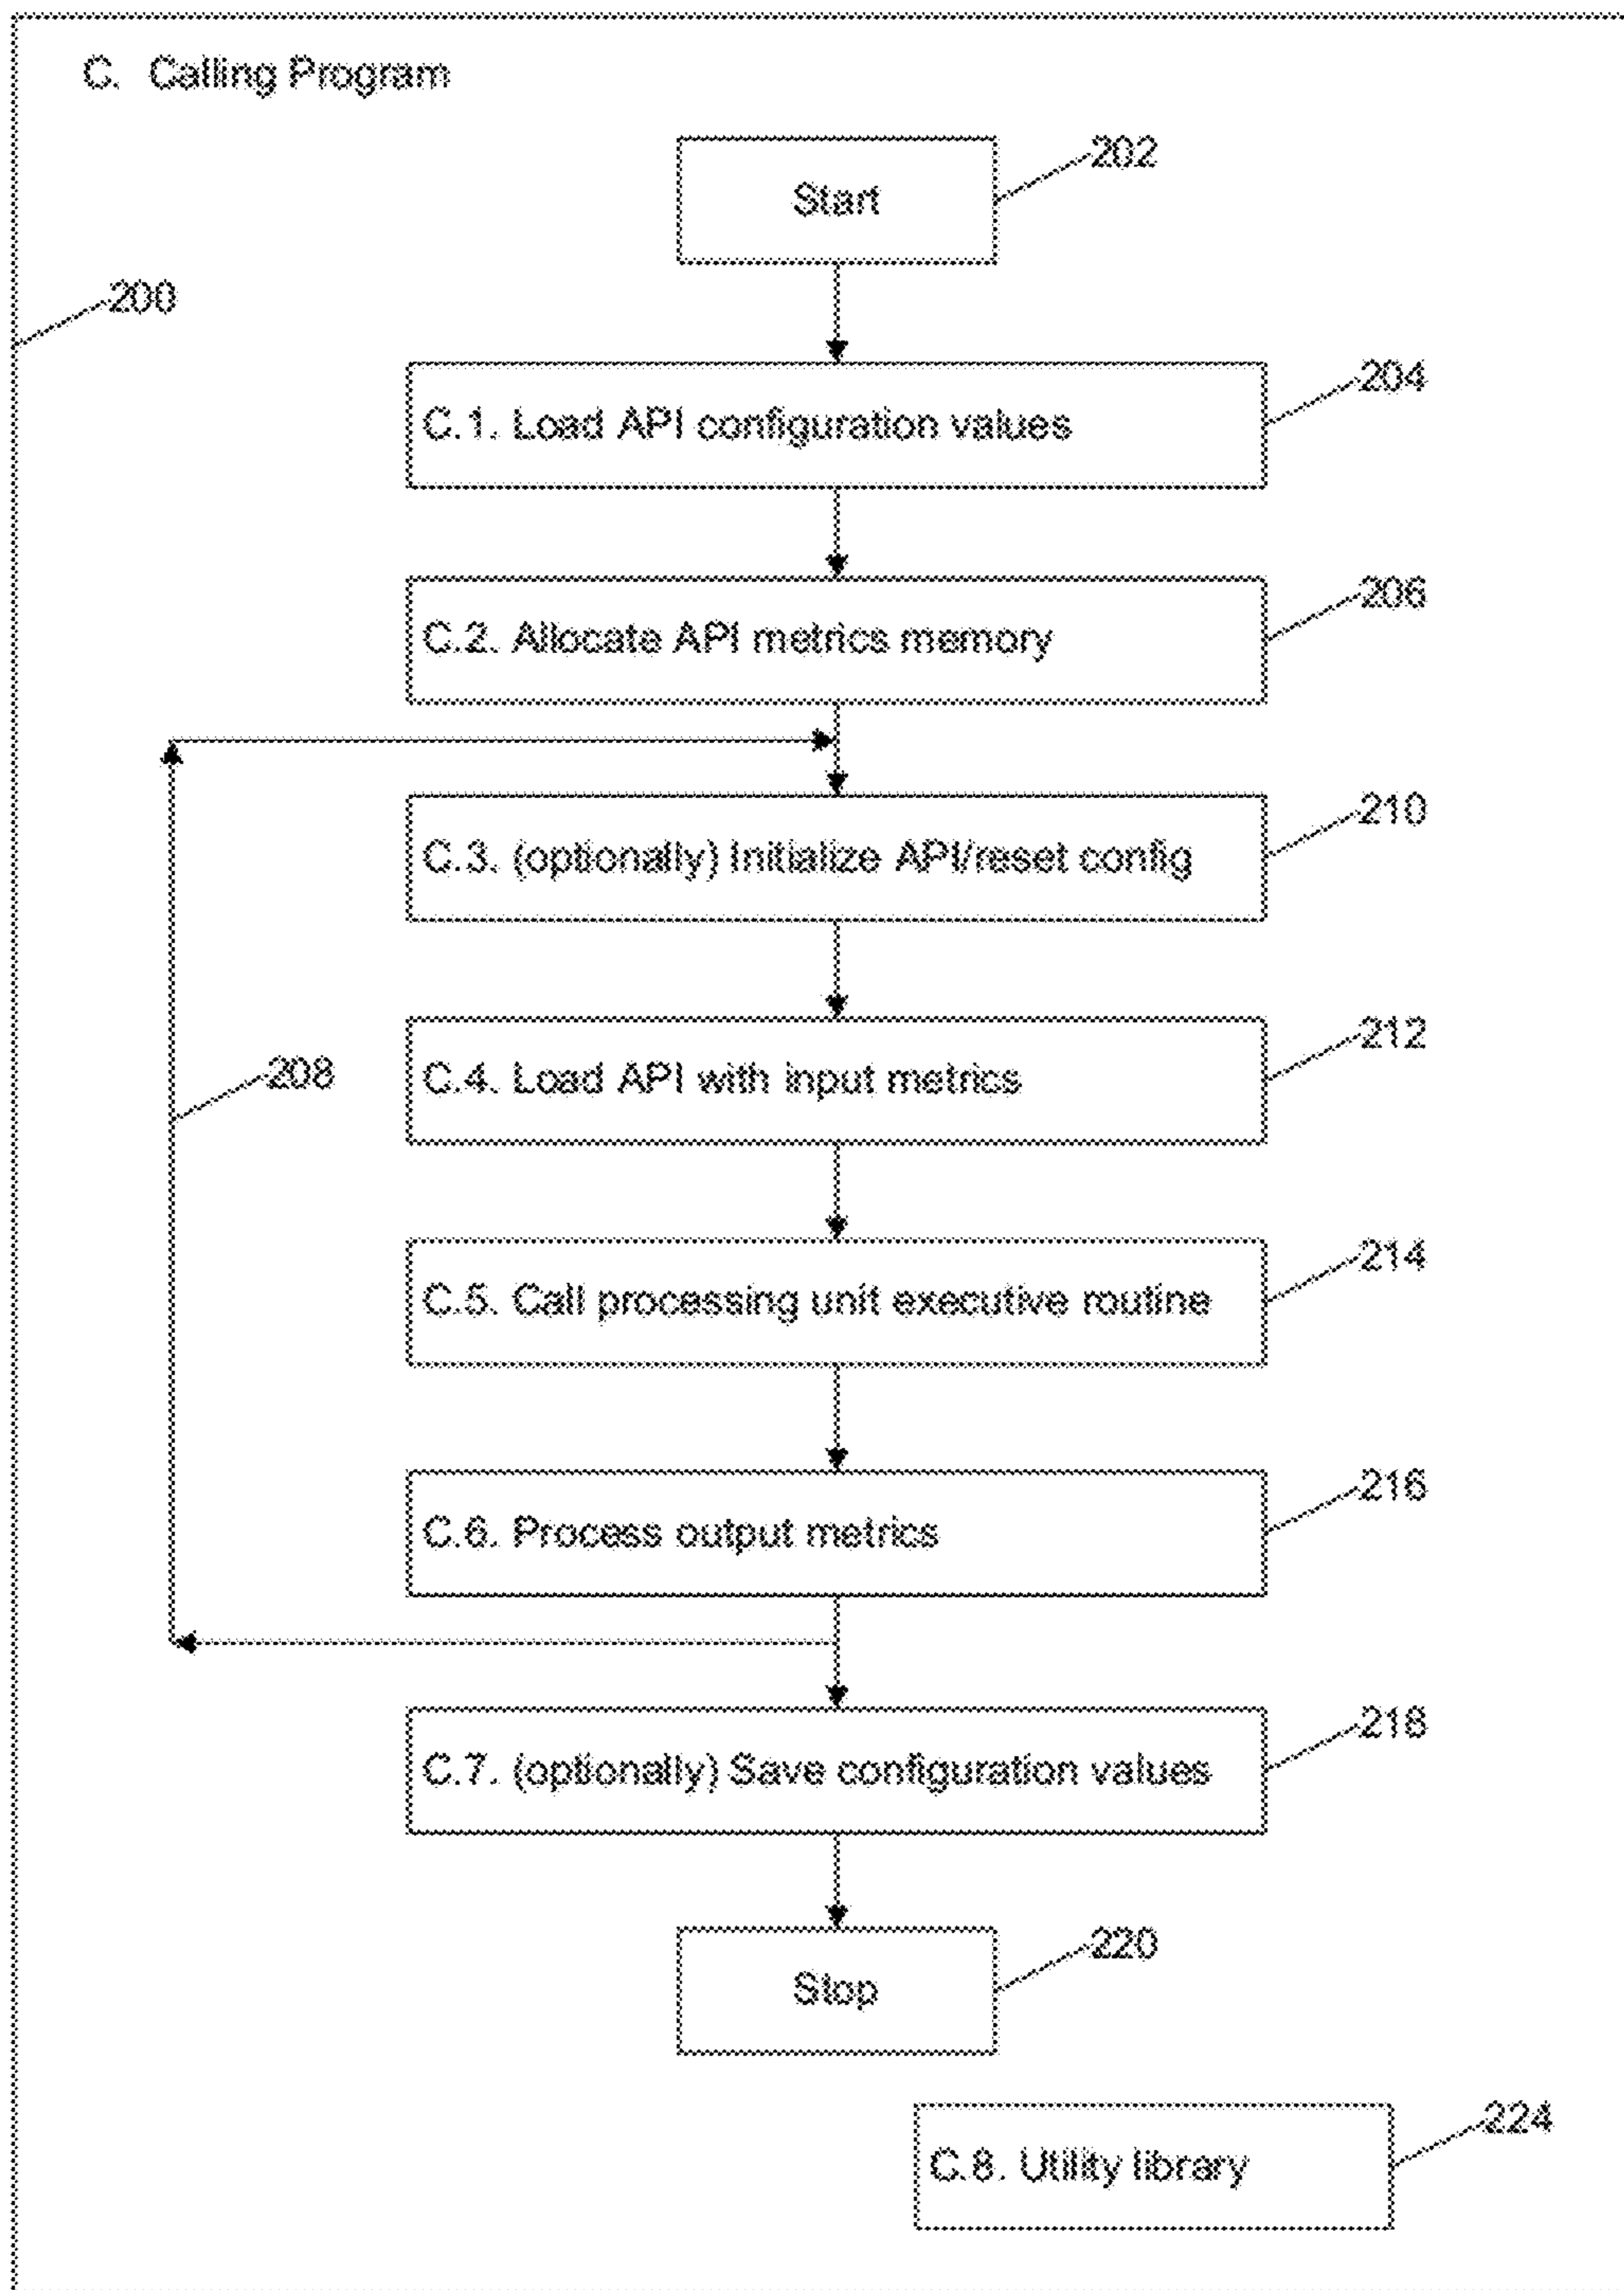 C. Calling Program
202
Start
200
204
C.1. Load API configuration values
206
C.2. Allocate API metrics memory
210
C.3. (optionally) Initialize API/reset config
212
C.4. Load API with input metrics
208
214
C.5. Call processing unit executive routine
216
C.6. Process output metrics
218
C.7. (optionally) Save configuration values
220
Stop
224
C.8. Utility library